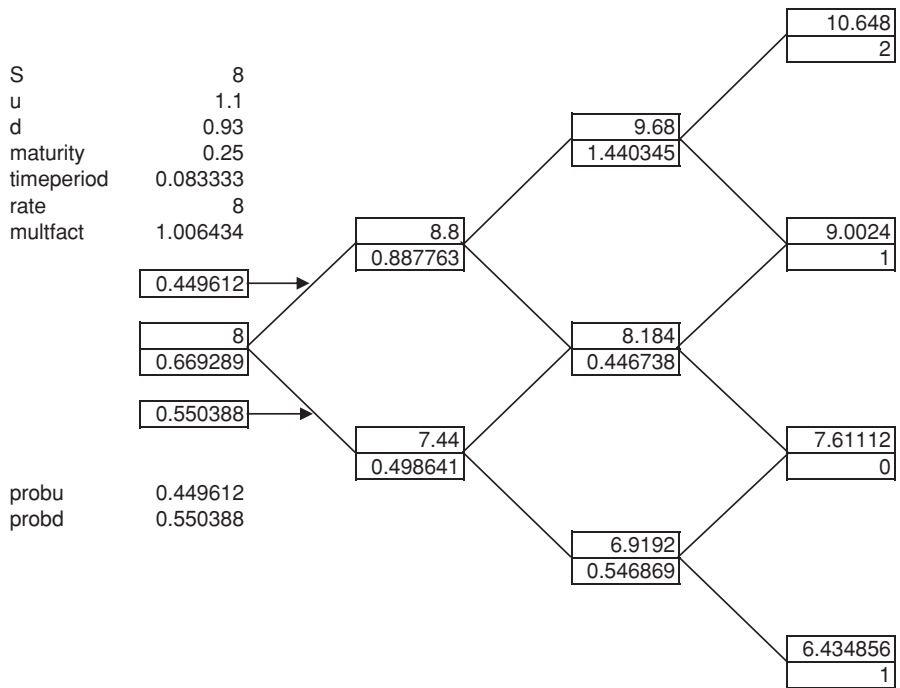 10.648
2
S 8
u 1.1
d 0.93
maturity 0.25
timeperiod 0.083333
rate 8
multfact 1.006434
9.68
1.440345
8.8
0.887763
9.0024
1
0.449612
8
0.669289
8.184
0.446738
0.550388
7.44
0.498641
7.61112
0
probu 0.449612
probd 0.550388
6.9192
0.546869
6.434856
1